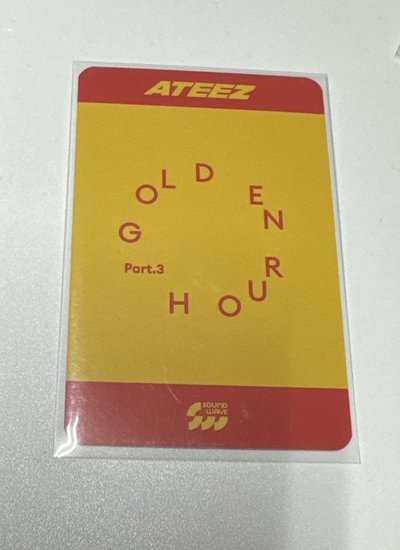 ATEEZ
GOLDEN
HOUR
Part.3
SOUND
WAVE